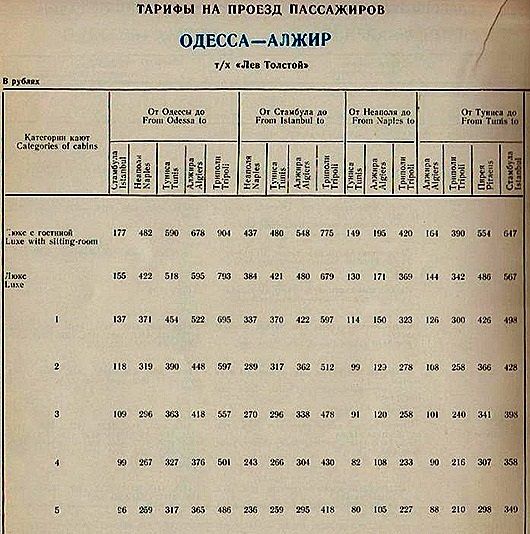 ТАРИФЫ НА ПРОЕЗД ПАССАЖИРОВ
ОДЕССА—АЛЖИР
т/х «Лев Толстой»
В рублях
Категории кают
Categories of cabins
От Одессы до
From Odessa to
От Стамбула до
From Istanbul to
От Неаполя до
From Naples to
От Туниса до
From Tunis to
Стамбула Istanbul
Неаполя Naples
Туниса Tunis
Алжира Algiers
Триполи Tripoli
Неаполя Naples
Туниса Tunis
Алжира Algiers
Триполи Tripoli
Туниса Tunis
Алжира Algiers
Триполи Tripoli
Алжира Algiers
Триполи Tripoli
Пирея Piraeus
Стамбула Istanbul
Люкс с гостиной
Luxe with sitting-room 177 482 590 678 904 437 480 548 775 149 195 420 164 390 554 647
Люкс
Luxe 155 422 518 595 793 384 421 480 679 130 171 369 144 342 486 567
1 137 371 454 522 695 337 370 422 597 114 150 323 126 300 426 498
2 118 319 390 448 597 289 317 362 512 99 129 278 108 258 366 428
3 109 296 363 418 557 270 296 338 478 91 120 258 101 240 341 398
4 99 267 327 376 501 243 266 304 430 82 108 233 90 216 307 358
5 96 259 317 365 486 236 259 295 418 80 105 227 88 210 298 349